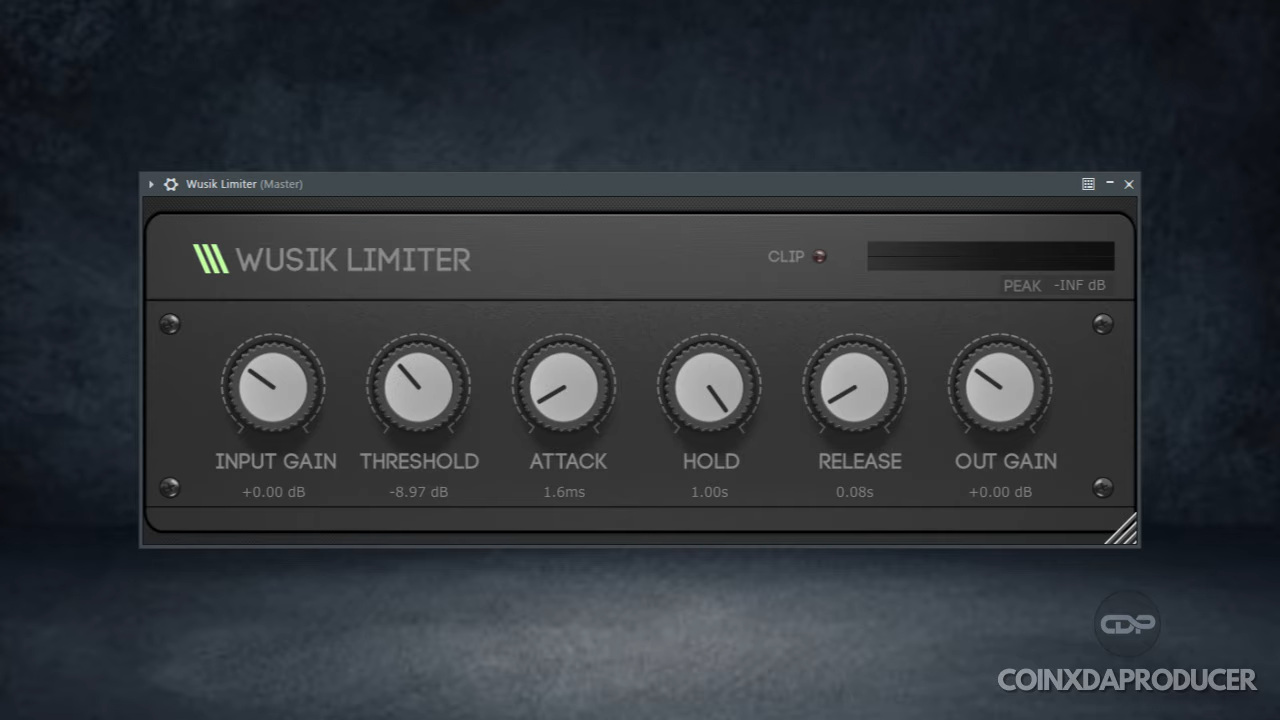 Wusik Limiter (Master)
WUSIK LIMITER
CLIP
PEAK -INF dB
INPUT GAIN THRESHOLD ATTACK HOLD RELEASE OUT GAIN
+0.00 dB -8.97 dB 1.6ms 1.00s 0.08s +0.00 dB
CDP
COINXDAPRODUCER